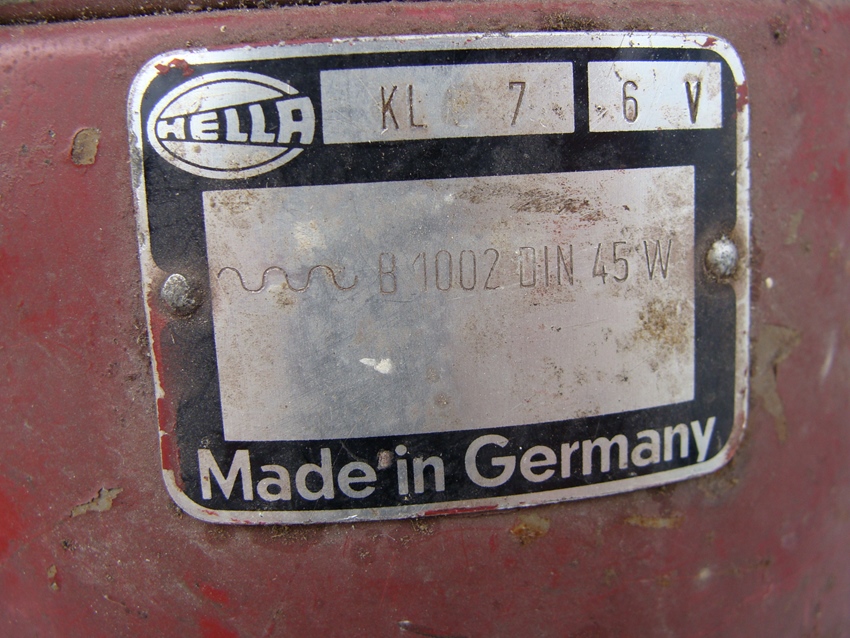 HELLA KL 7 6 V
B 1002 DIN 45 W
Made in Germany